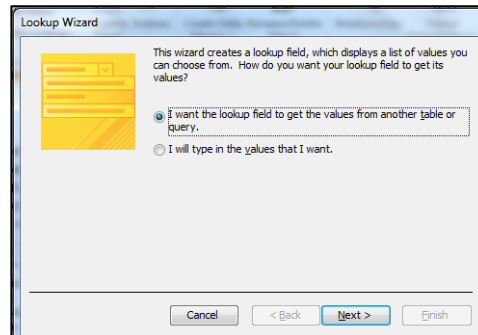 Lookup Wizard
This wizard creates a lookup field, which displays a list of values you
can choose from. How do you want your lookup field to get its
values?
I want the lookup field to get the values from another table or
query.
I will type in the values that I want.
Cancel
< Back
Next >
Finish